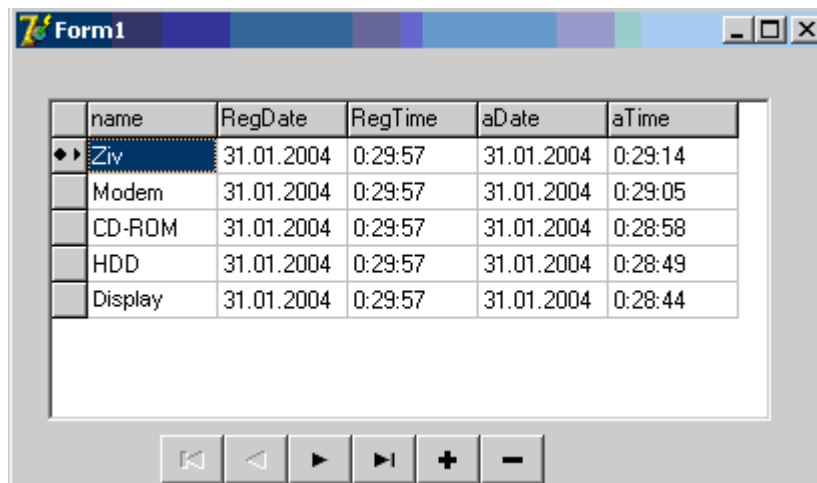 Form1
name RegDate RegTime aDate aTime
Ziv 31.01.2004 0:29:57 31.01.2004 0:29:14
Modem 31.01.2004 0:29:57 31.01.2004 0:29:05
CD-ROM 31.01.2004 0:29:57 31.01.2004 0:28:58
HDD 31.01.2004 0:29:57 31.01.2004 0:28:49
Display 31.01.2004 0:29:57 31.01.2004 0:28:44